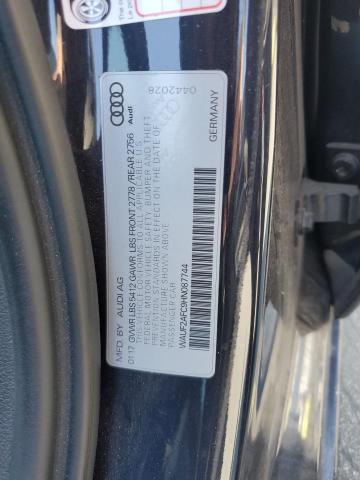 MFD. BY AUDI AG
Audi
0442028
01.17 GVWR LBS 5412 GAWR LBS FRONT 2778 /REAR 2756
THIS VEHICLE CONFORMS TO ALL APPLICABLE U.S.
FEDERAL MOTOR VEHICLE SAFETY, BUMPER AND THEFT
PREVENTION STANDARDS IN EFFECT ON THE DATE OF
MANUFACTURE SHOWN ABOVE.
PASSENGER CAR
WAUF2AFC9HN087744
GERMANY